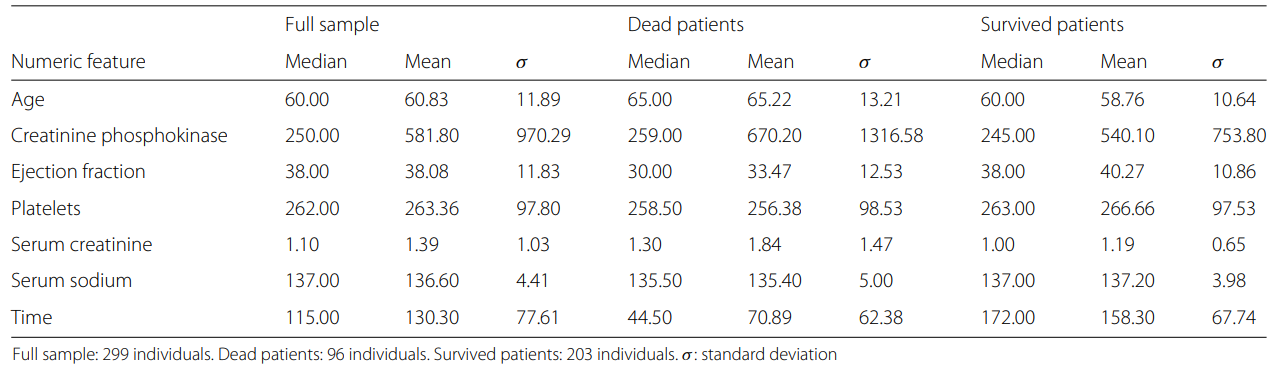 Full sample Dead patients Survived patients
Numeric feature Median Mean σ Median Mean σ Median Mean σ
Age 60.00 60.83 11.89 65.00 65.22 13.21 60.00 58.76 10.64
Creatinine phosphokinase 250.00 581.80 970.29 259.00 670.20 1316.58 245.00 540.10 753.80
Ejection fraction 38.00 38.08 11.83 30.00 33.47 12.53 38.00 40.27 10.86
Platelets 262.00 263.36 97.80 258.50 256.38 98.53 263.00 266.66 97.53
Serum creatinine 1.10 1.39 1.03 1.30 1.84 1.47 1.00 1.19 0.65
Serum sodium 137.00 136.60 4.41 135.50 135.40 5.00 137.00 137.20 3.98
Time 115.00 130.30 77.61 44.50 70.89 62.38 172.00 158.30 67.74
Full sample: 299 individuals. Dead patients: 96 individuals. Survived patients: 203 individuals. σ: standard deviation